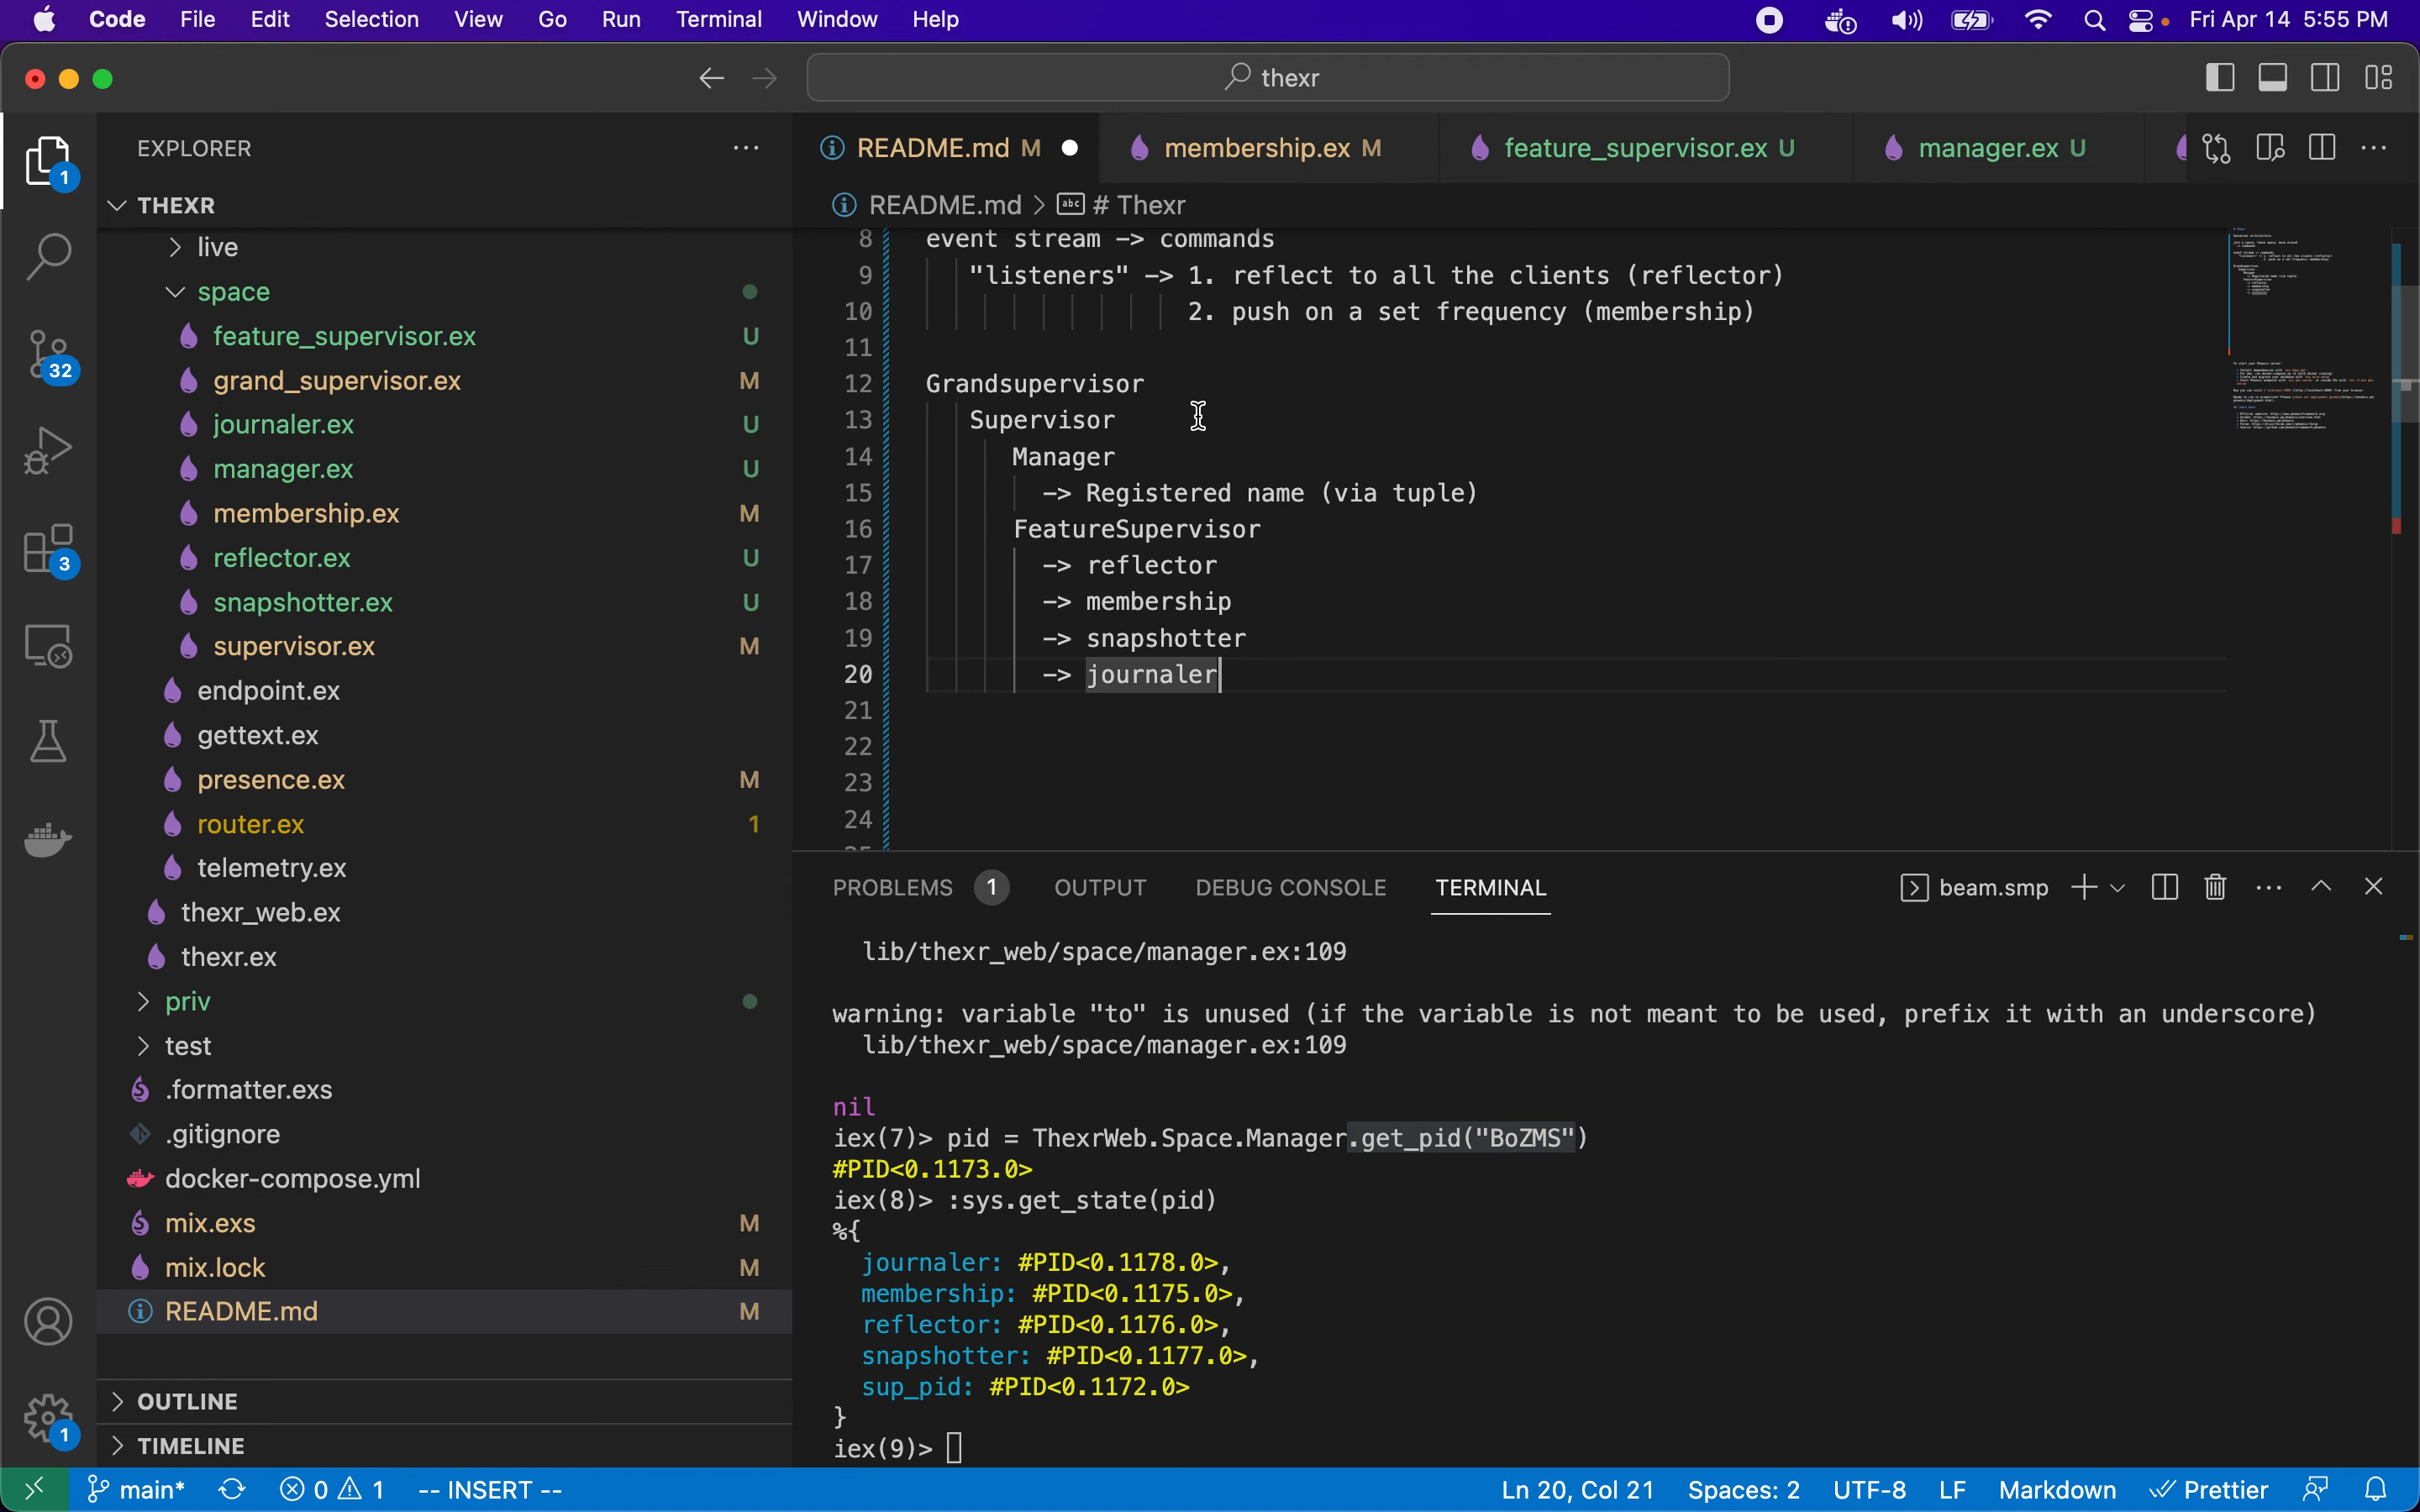 Code File Edit Selection View Go Run Terminal Window Help Fri Apr 14 5:55 PM
thexr
EXPLORER
THEXR
live
space
feature_supervisor.ex U
grand_supervisor.ex M
journaler.ex U
manager.ex U
membership.ex M
reflector.ex U
snapshotter.ex U
supervisor.ex M
endpoint.ex
gettext.ex
presence.ex M
router.ex 1
telemetry.ex
thexr_web.ex
thexr.ex
priv
test
.formatter.exs
.gitignore
docker-compose.yml
mix.exs M
mix.lock M
README.md M
OUTLINE
TIMELINE
1
32
3
1
README.md M membership.ex M feature_supervisor.ex U manager.ex U
README.md > # Thexr
8 event stream -> commands
9 "listeners" -> 1. reflect to all the clients (reflector)
10 2. push on a set frequency (membership)
11
12 Grandsupervisor
13 Supervisor
14 Manager
15 -> Registered name (via tuple)
16 FeatureSupervisor
17 -> reflector
18 -> membership
19 -> snapshotter
20 -> journaler
21
22
23
24
PROBLEMS 1 OUTPUT DEBUG CONSOLE TERMINAL beam.smp
lib/thexr_web/space/manager.ex:109
warning: variable "to" is unused (if the variable is not meant to be used, prefix it with an underscore)
lib/thexr_web/space/manager.ex:109
nil
iex(7)> pid = ThexrWeb.Space.Manager.get_pid("BoZMS")
#PID<0.1173.0>
iex(8)> :sys.get_state(pid)
%{
journaler: #PID<0.1178.0>,
membership: #PID<0.1175.0>,
reflector: #PID<0.1176.0>,
snapshotter: #PID<0.1177.0>,
sup_pid: #PID<0.1172.0>
}
iex(9)>
main* 0 1 -- INSERT -- Ln 20, Col 21 Spaces: 2 UTF-8 LF Markdown Prettier